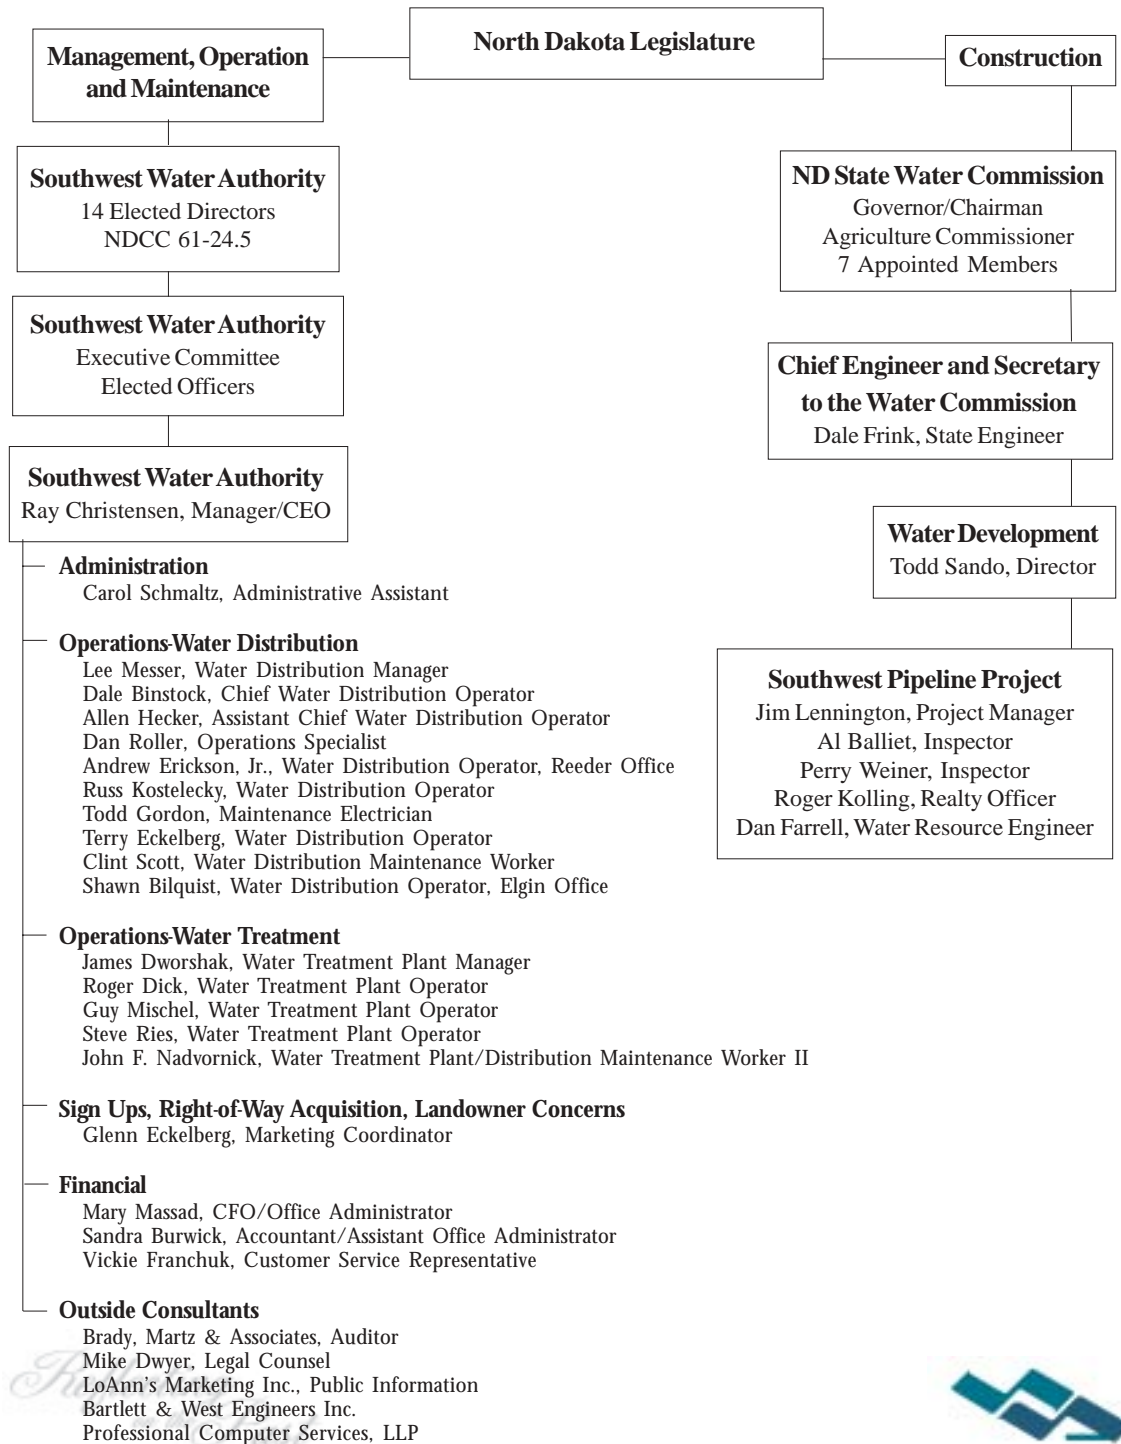 North Dakota Legislature
Management, Operation
and Maintenance
Construction
Southwest Water Authority
14 Elected Directors
NDCC 61-24.5
Southwest Water Authority
Executive Committee
Elected Officers
Southwest Water Authority
Ray Christensen, Manager/CEO
ND State Water Commission
Governor/Chairman
Agriculture Commissioner
7 Appointed Members
Chief Engineer and Secretary
to the Water Commission
Dale Frink, State Engineer
Water Development
Todd Sando, Director
Southwest Pipeline Project
Jim Lennington, Project Manager
Al Balliet, Inspector
Perry Weiner, Inspector
Roger Kolling, Realty Officer
Dan Farrell, Water Resource Engineer
Administration
Carol Schmaltz, Administrative Assistant
Operations-Water Distribution
Lee Messer, Water Distribution Manager
Dale Binstock, Chief Water Distribution Operator
Allen Hecker, Assistant Chief Water Distribution Operator
Dan Roller, Operations Specialist
Andrew Erickson, Jr., Water Distribution Operator, Reeder Office
Russ Kostelecky, Water Distribution Operator
Todd Gordon, Maintenance Electrician
Terry Eckelberg, Water Distribution Operator
Clint Scott, Water Distribution Maintenance Worker
Shawn Bilquist, Water Distribution Operator, Elgin Office
Operations-Water Treatment
James Dworshak, Water Treatment Plant Manager
Roger Dick, Water Treatment Plant Operator
Guy Mischel, Water Treatment Plant Operator
Steve Ries, Water Treatment Plant Operator
John F. Nadvornick, Water Treatment Plant/Distribution Maintenance Worker II
Sign Ups, Right-of-Way Acquisition, Landowner Concerns
Glenn Eckelberg, Marketing Coordinator
Financial
Mary Massad, CFO/Office Administrator
Sandra Burwick, Accountant/Assistant Office Administrator
Vickie Franchuk, Customer Service Representative
Outside Consultants
Brady, Martz & Associates, Auditor
Mike Dwyer, Legal Counsel
LoAnn's Marketing Inc., Public Information
Bartlett & West Engineers Inc.
Professional Computer Services, LLP